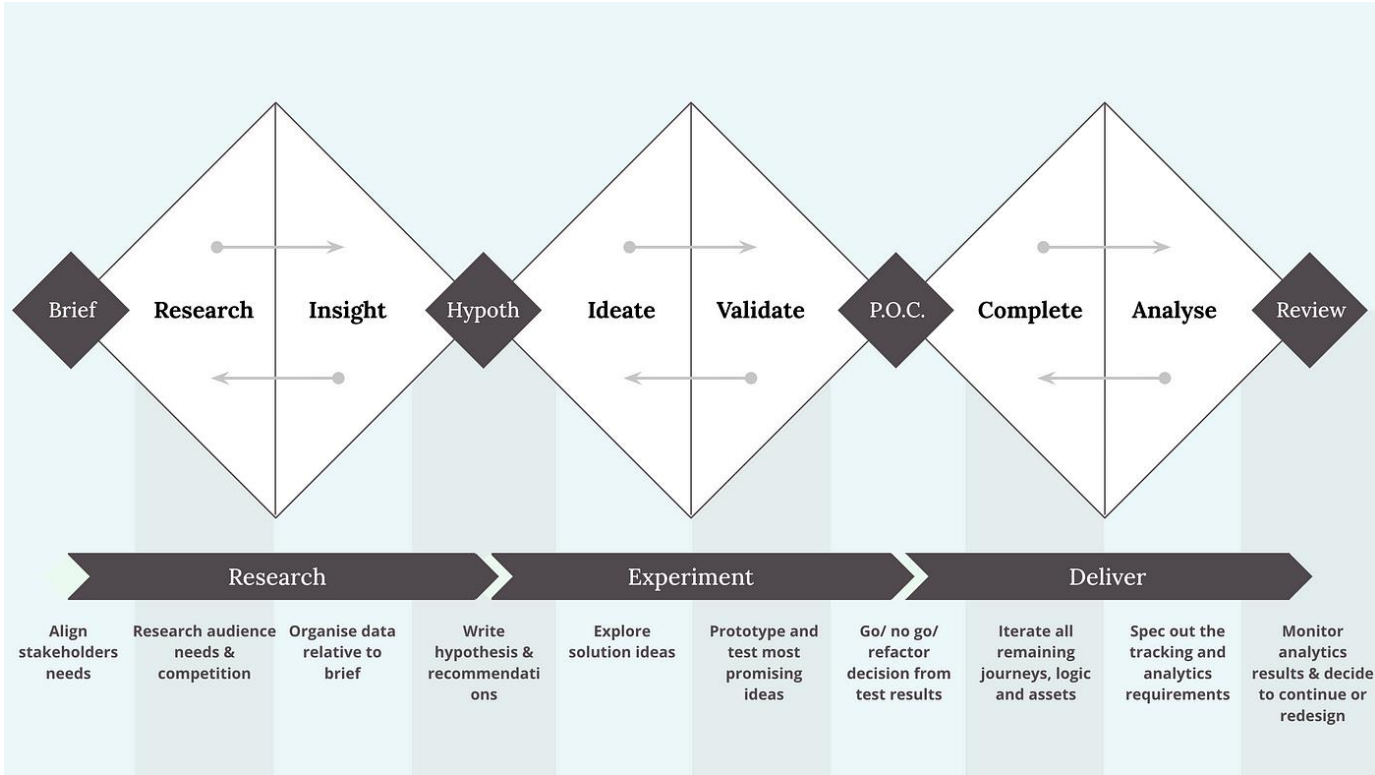 Brief
Research
Insight
Hypoth
Ideate
Validate
P.O.C.
Complete
Analyse
Review
Research
Experiment
Deliver
Align
stakeholders
needs
Research audience
needs &
competition
Organise data
relative to
brief
Write
hypothesis &
recommendati
ons
Explore
solution ideas
Prototype and
test most
promising
ideas
Go/ no go/
refactor
decision from
test results
Iterate all
remaining
journeys, logic
and assets
Spec out the
tracking and
analytics
requirements
Monitor
analytics
results & decide
to continue or
redesign